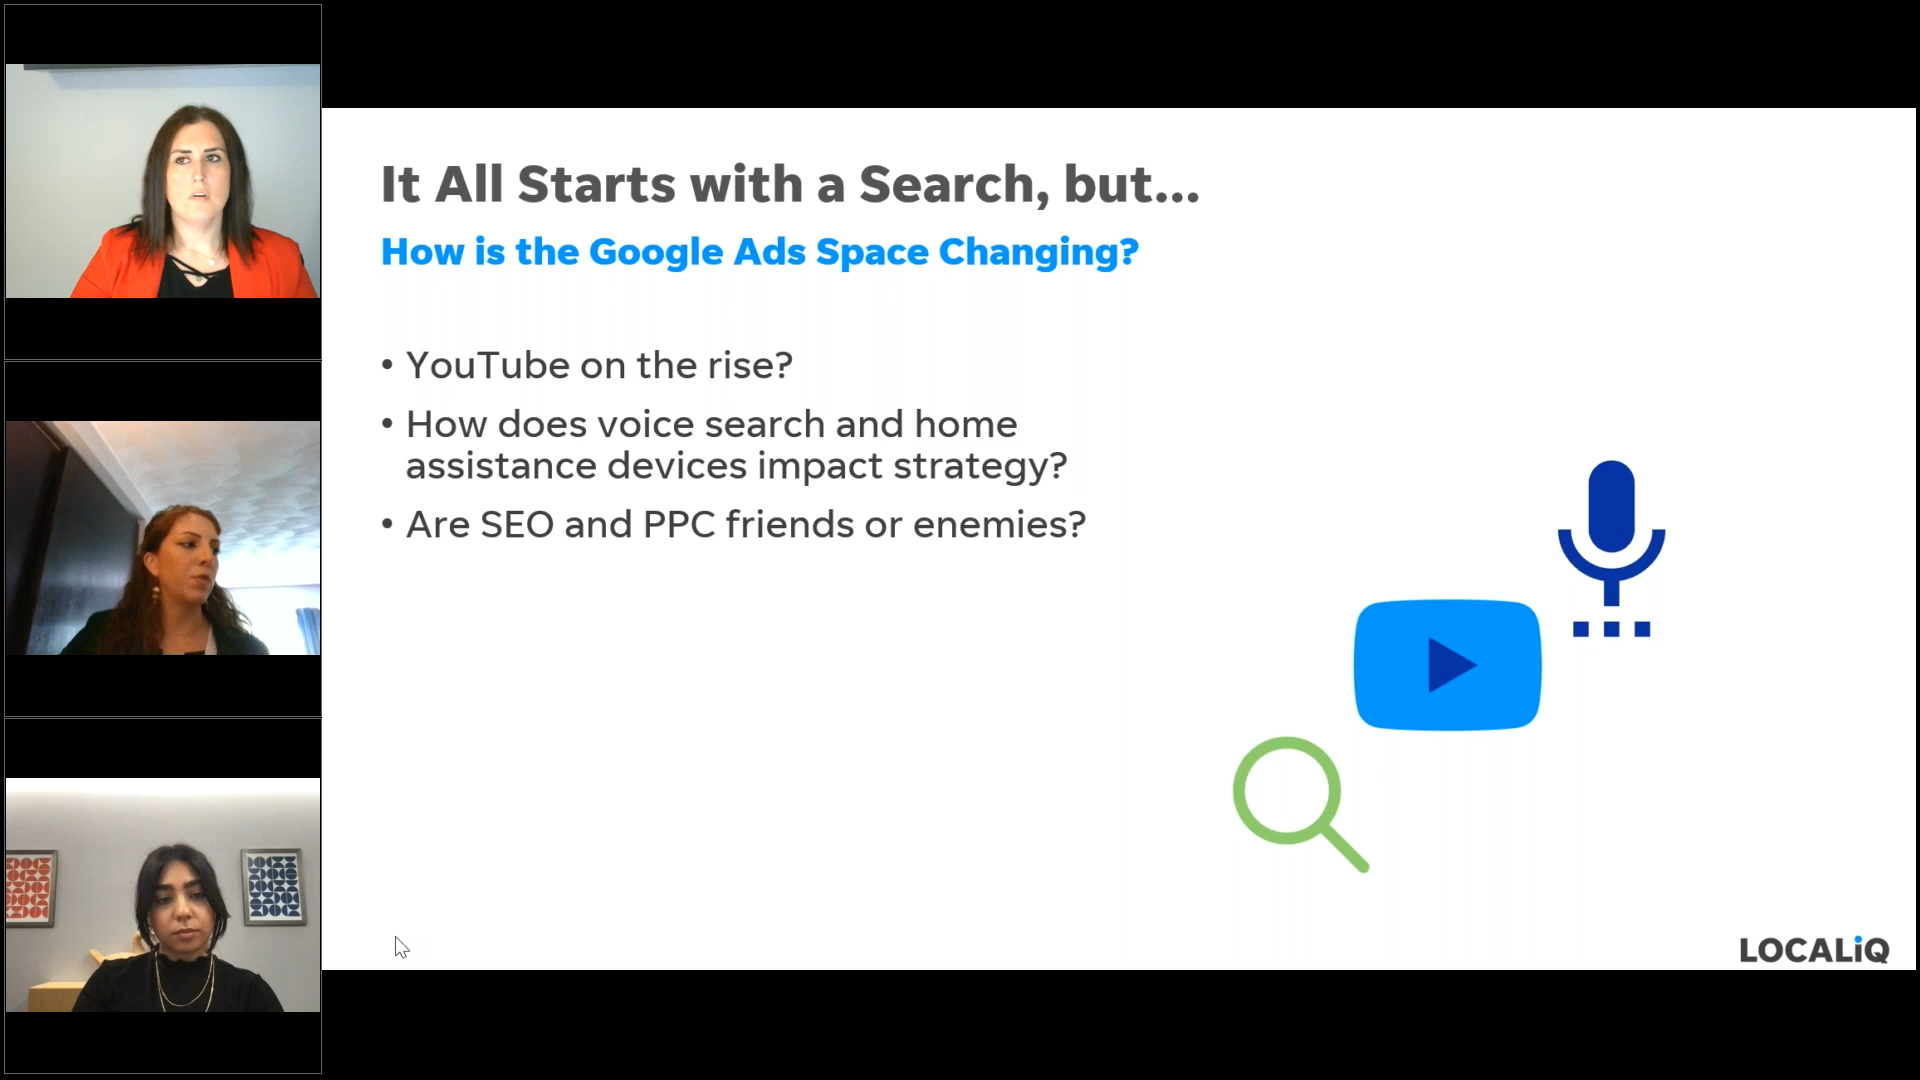 It All Starts with a Search, but...
How is the Google Ads Space Changing?
• YouTube on the rise?
• How does voice search and home
assistance devices impact strategy?
• Are SEO and PPC friends or enemies?
LOCALiQ